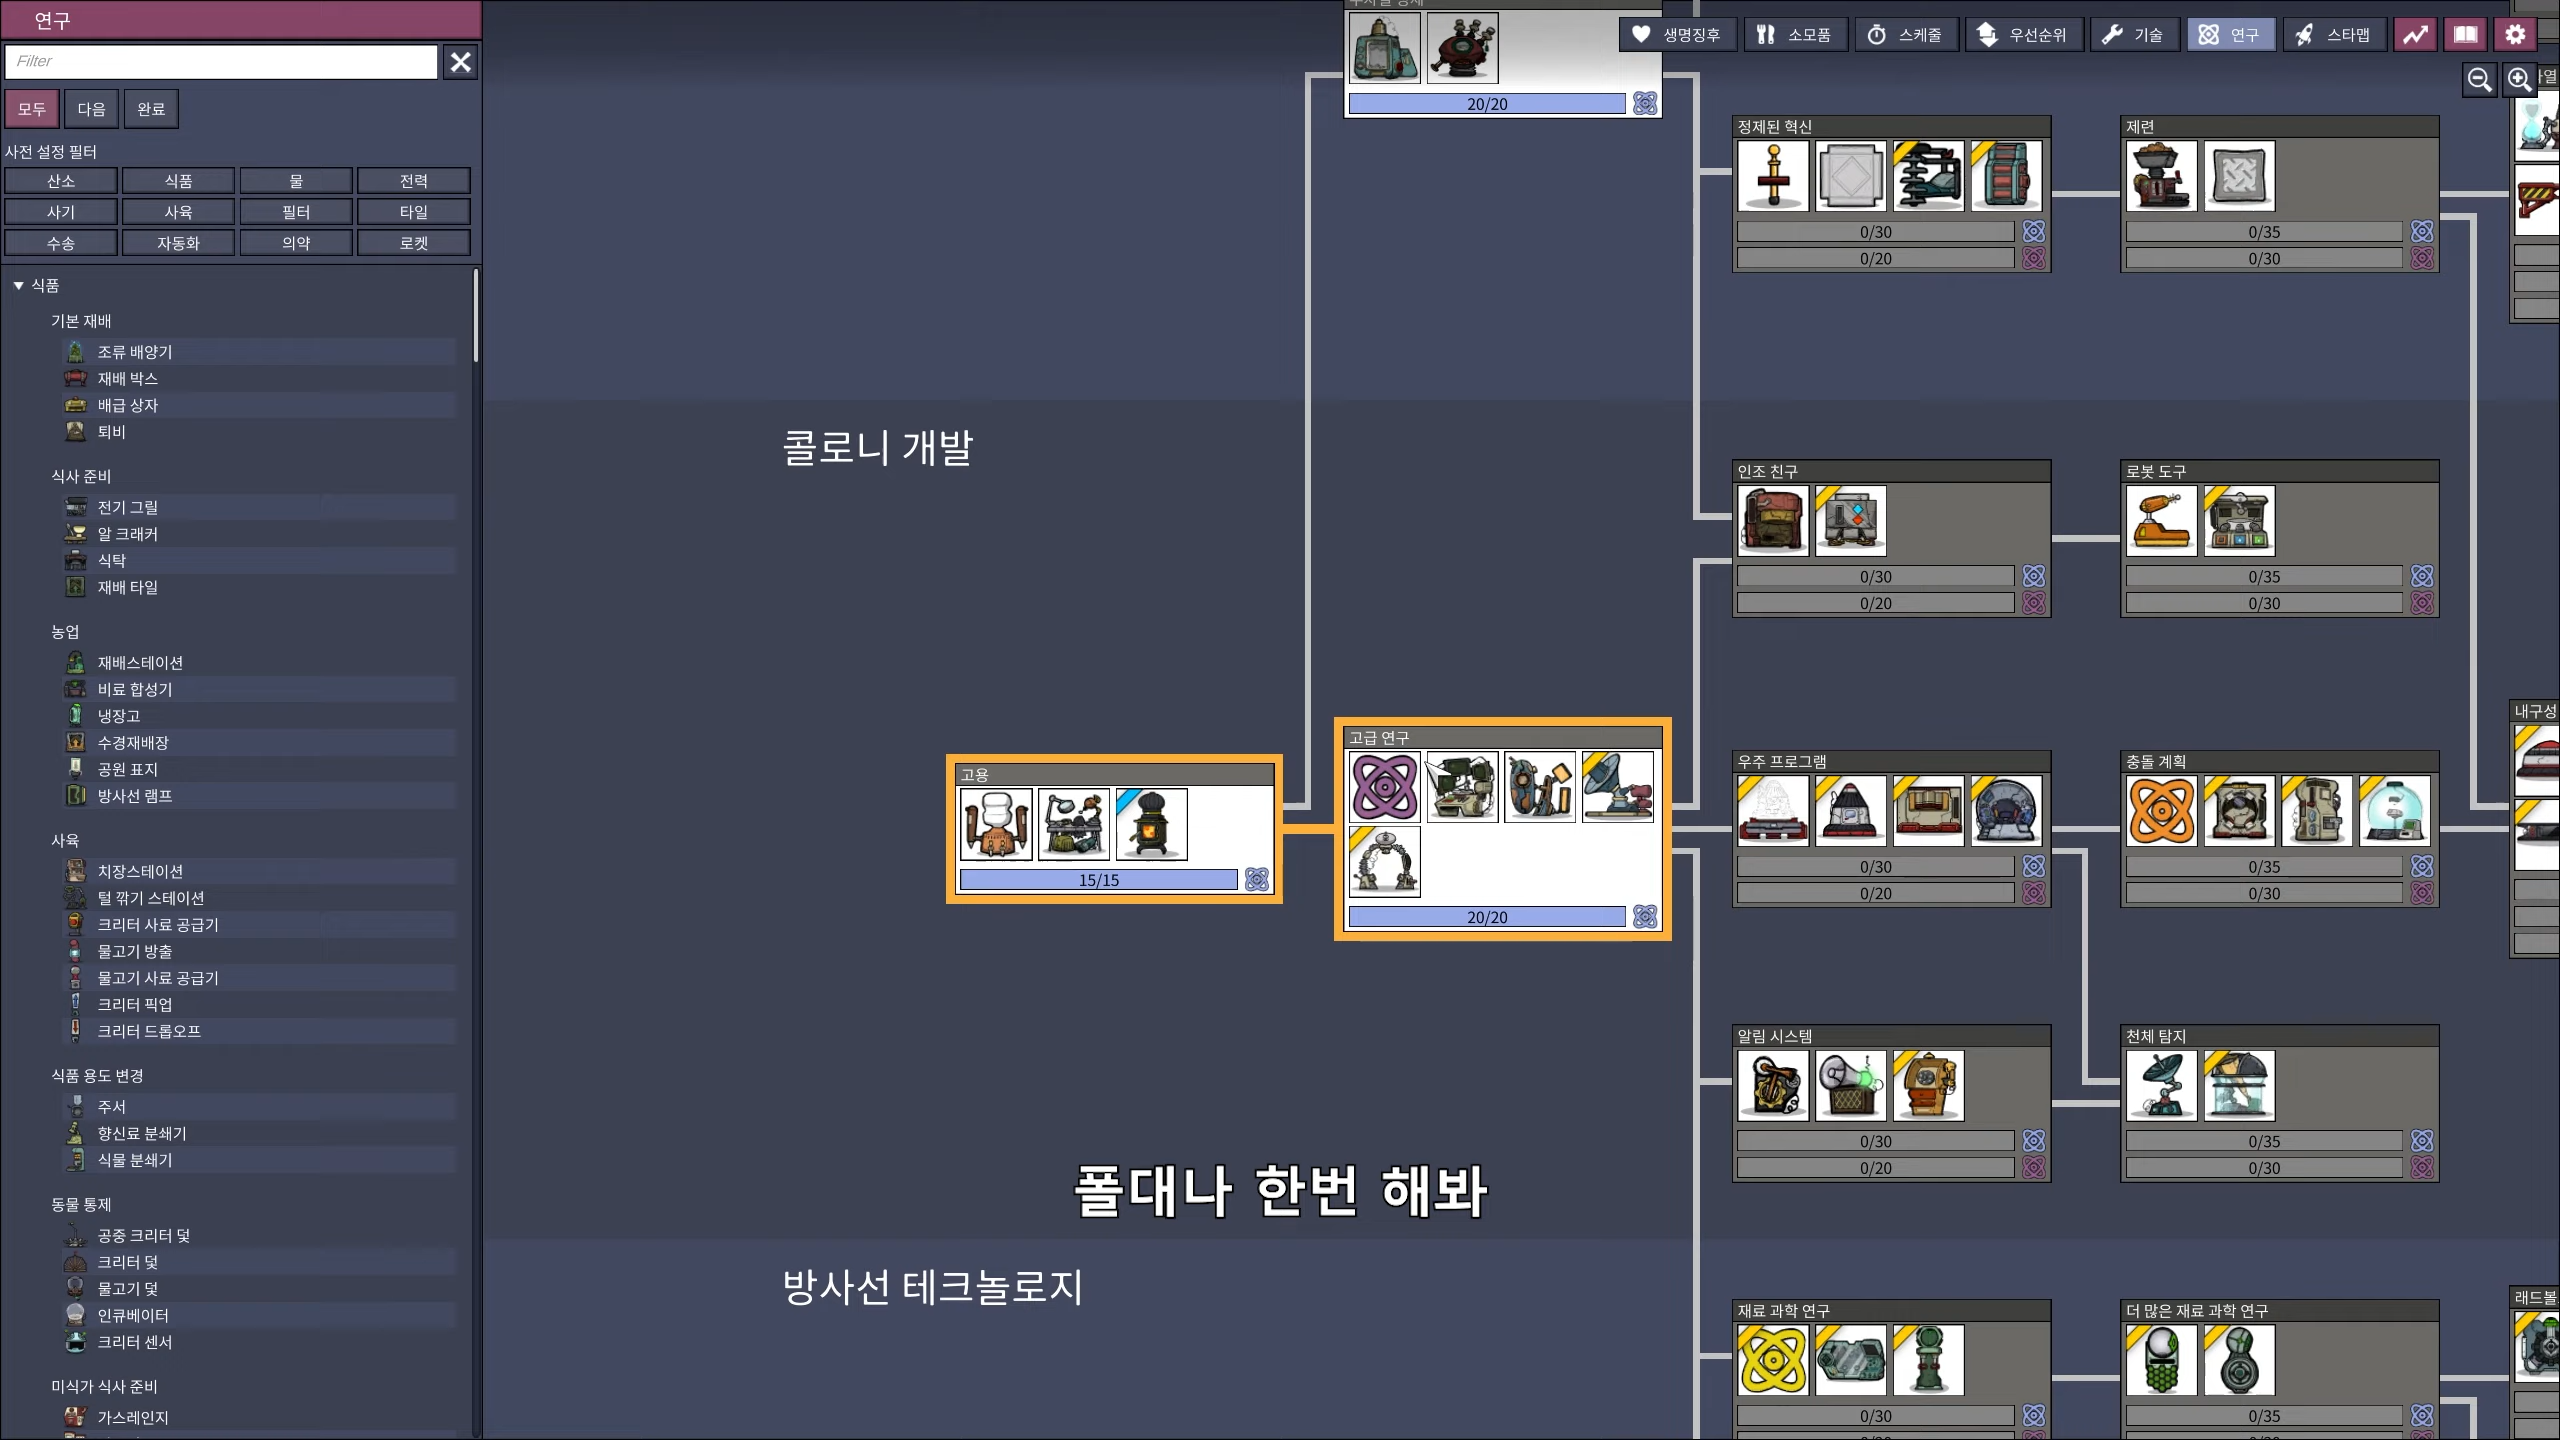 연구
생명징후
소모품
스케줄
우선순위
기술
연구
스타맵
Filter
모두
다음
완료
사전 설정 필터
산소
식품
물
전력
사기
사육
필터
타일
수송
자동화
의약
로켓
식품
기본 재배
조류 배양기
재배 박스
배급 상자
퇴비
식사 준비
전기 그릴
알 크래커
식탁
재배 타일
농업
재배스테이션
비료 합성기
냉장고
수경재배장
공원 표지
방사선 램프
사육
치장스테이션
털 깎기 스테이션
크리터 사료 공급기
물고기 방출
물고기 사료 공급기
크리터 픽업
크리터 드롭오프
식품 용도 변경
주서
향신료 분쇄기
식물 분쇄기
동물 통제
공중 크리터 덫
크리터 덫
물고기 덫
인큐베이터
크리터 센서
미식가 식사 준비
가스레인지
20/20
정제된 혁신
0/30
0/20
제련
0/35
0/30
콜로니 개발
인조 친구
0/30
0/20
로봇 도구
0/35
0/30
고용
15/15
고급 연구
20/20
우주 프로그램
0/30
0/20
충돌 계획
0/35
0/30
내구성
알림 시스템
0/30
0/20
천체 탐지
0/35
0/30
폴대나 한번 해봐
방사선 테크놀로지
재료 과학 연구
0/30
더 많은 재료 과학 연구
0/35
래드볼